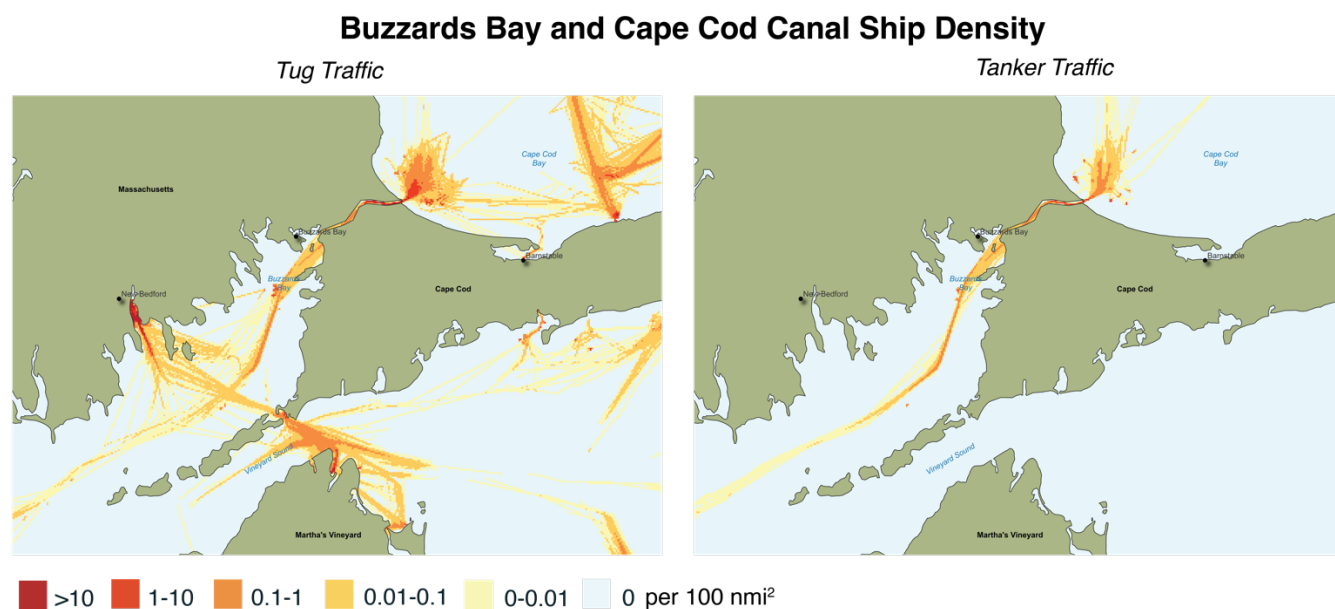 Buzzards Bay and Cape Cod Canal Ship Density
Tug Traffic
Tanker Traffic
Cape Cod
Bay
Massachusetts
Buzzards Bay
Barnstable
Buzzards
Bay
Cape Cod
New Bedford
Vineyard Sound
Martha's Vineyard
Cape Cod
Bay
Buzzards Bay
Barnstable
Buzzards
Bay
Cape Cod
New Bedford
Vineyard Sound
Martha's Vineyard
>10 1-10 0.1-1 0.01-0.1 0-0.01 0 per 100 nmi²